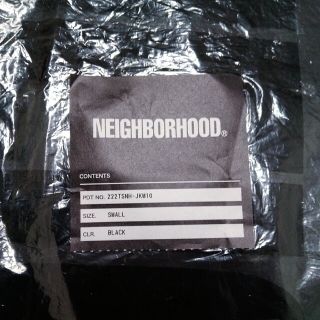 NEIGHBORHOOD®
CONTENTS
PDT NO. 222TSNH-JKM10
SIZE. SMALL
CLR. BLACK